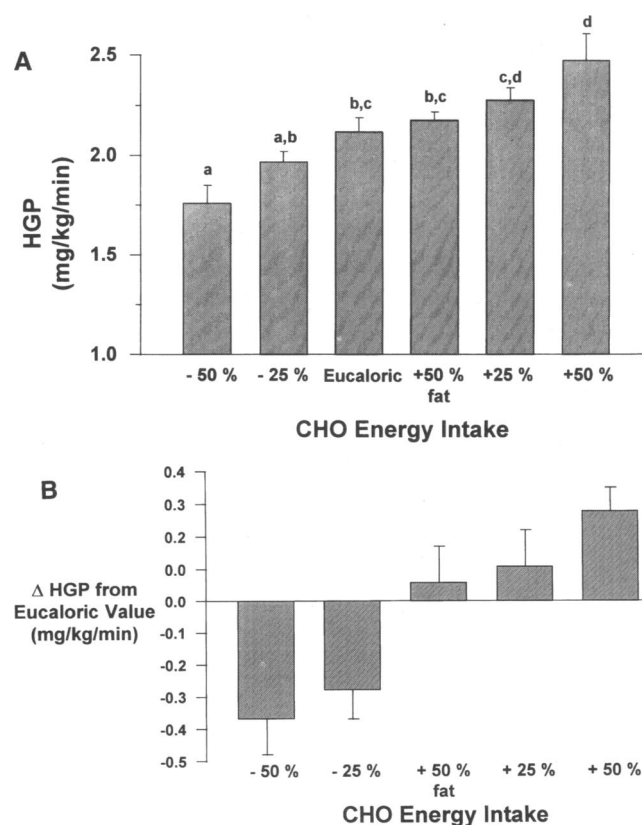 A
HGP
(mg/kg/min)
2.5
2.0
1.5
1.0
a
a,b
b,c
b,c
c,d
d
- 50 %
- 25 %
Eucaloric
+50 %
fat
+25 %
+50 %
CHO Energy Intake
B
Δ HGP from
Eucaloric Value
(mg/kg/min)
0.4
0.3
0.2
0.0
0.0
-0.1
-0.2
-0.3
-0.4
-0.5
- 50 %
- 25 %
+ 50 %
fat
+ 25 %
+ 50 %
CHO Energy Intake